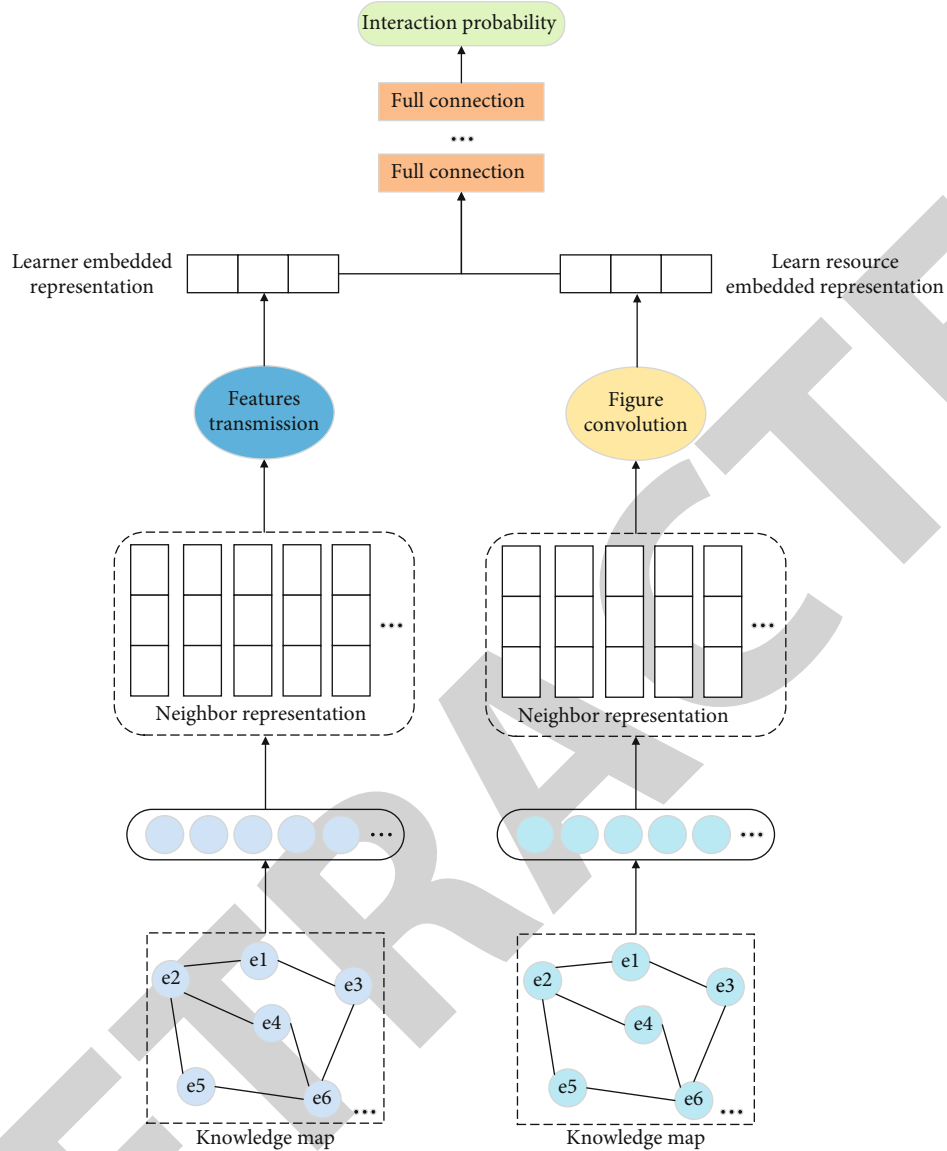 Interaction probability
Full connection
...
Full connection
Learner embedded
representation
Learn resource
embedded representation
Features
transmission
Figure
convolution
...
Neighbor representation
...
Neighbor representation
...
...
e1
e2
e3
e4
e5
e6
...
Knowledge map
e1
e2
e3
e4
e5
e6
...
Knowledge map
ETRACTE